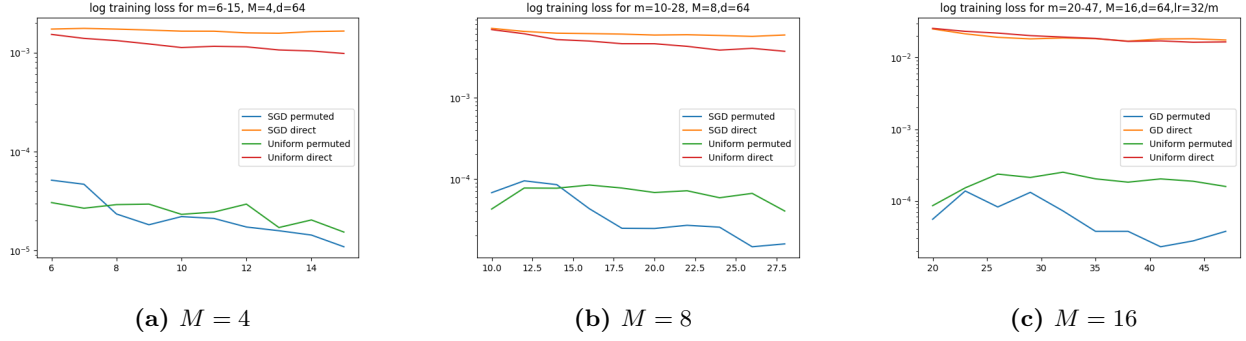 log training loss for m=6-15, M=4,d=64
10⁻³
10⁻⁴
10⁻⁵
SGD permuted
SGD direct
Uniform permuted
Uniform direct
6 8 10 12 14
(a) M = 4
log training loss for m=10-28, M=8,d=64
10⁻³
10⁻⁴
SGD permuted
SGD direct
Uniform permuted
Uniform direct
10.0 12.5 15.0 17.5 20.0 22.5 25.0 27.5
(b) M = 8
log training loss for m=20-47, M=16,d=64,lr=32/m
10⁻²
10⁻³
10⁻⁴
GD permuted
GD direct
Uniform permuted
Uniform direct
20 25 30 35 40 45
(c) M = 16